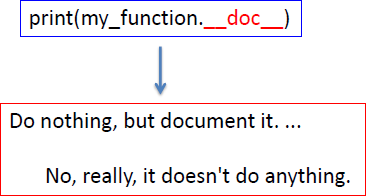 print(my_function.__doc__)
Do nothing, but document it. ...
No, really, it doesn't do anything.